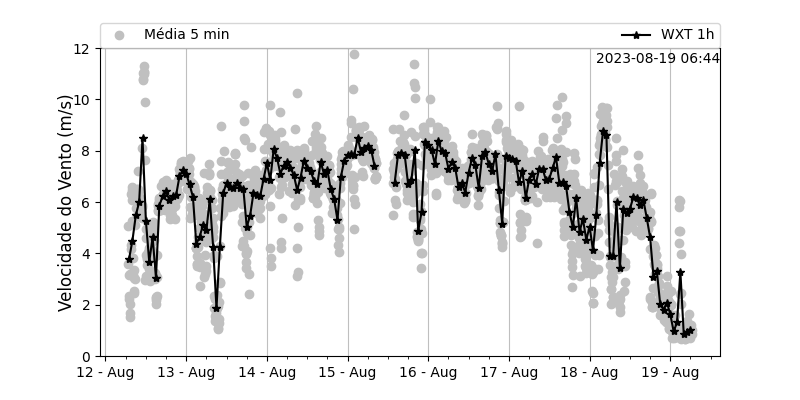 Média 5 min
WXT 1h
2023-08-19 06:44
Velocidade do Vento (m/s)
12
10
8
6
4
2
0
12 - Aug
13 - Aug
14 - Aug
15 - Aug
16 - Aug
17 - Aug
18 - Aug
19 - Aug